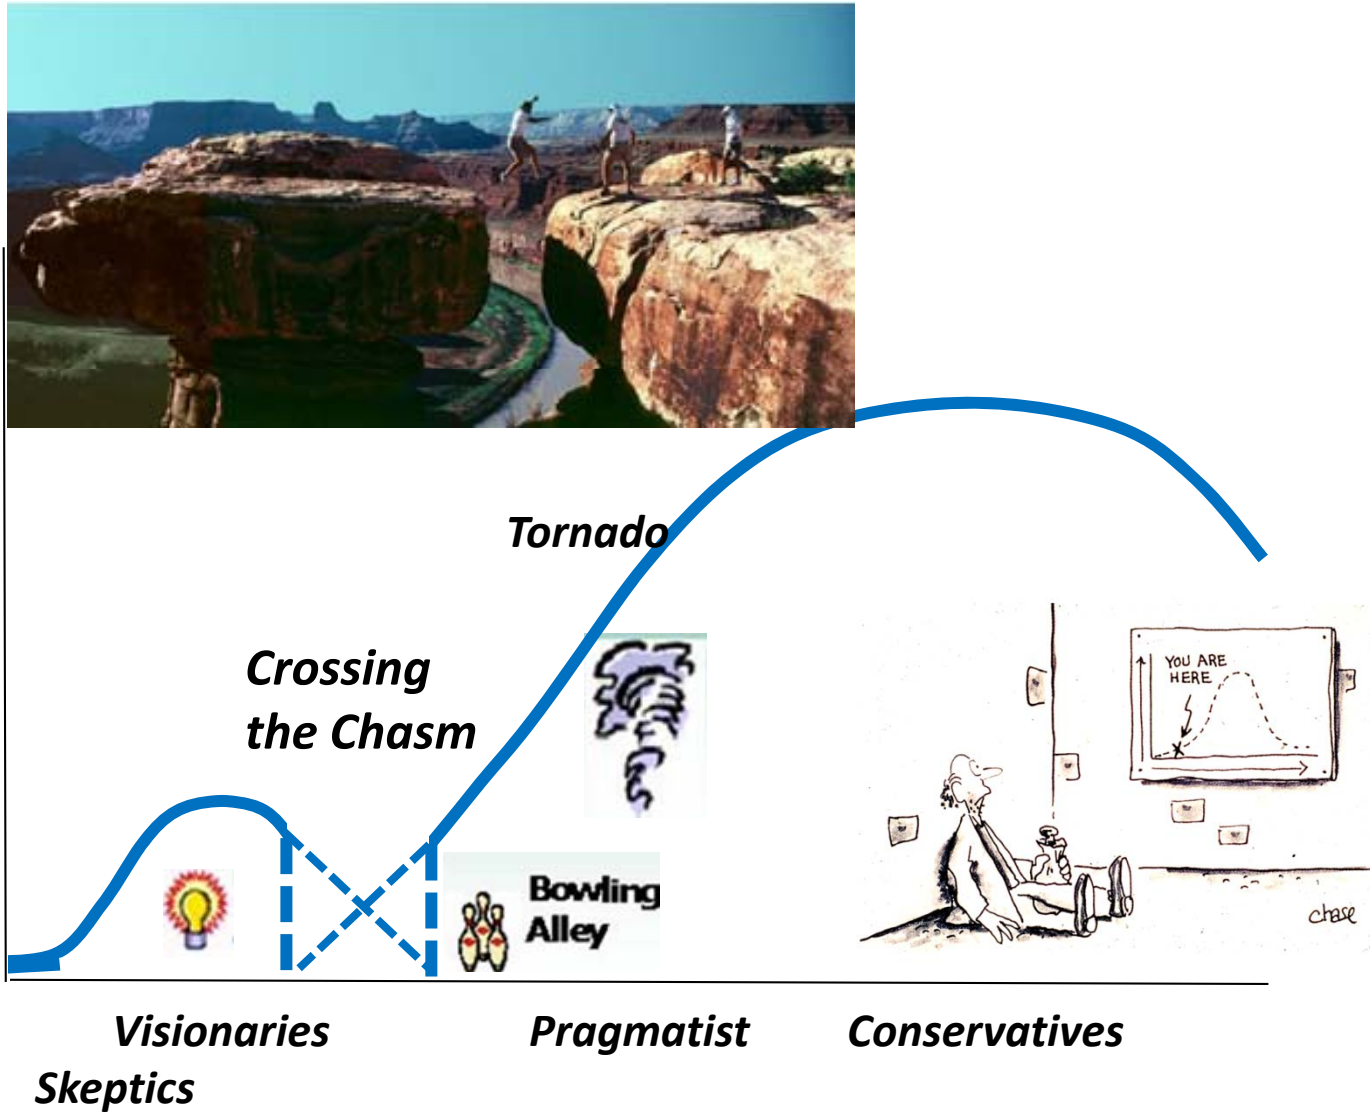 Tornado
Crossing
the Chasm
YOU ARE
HERE
Bowling
Alley
chase
Visionaries
Pragmatist
Conservatives
Skeptics